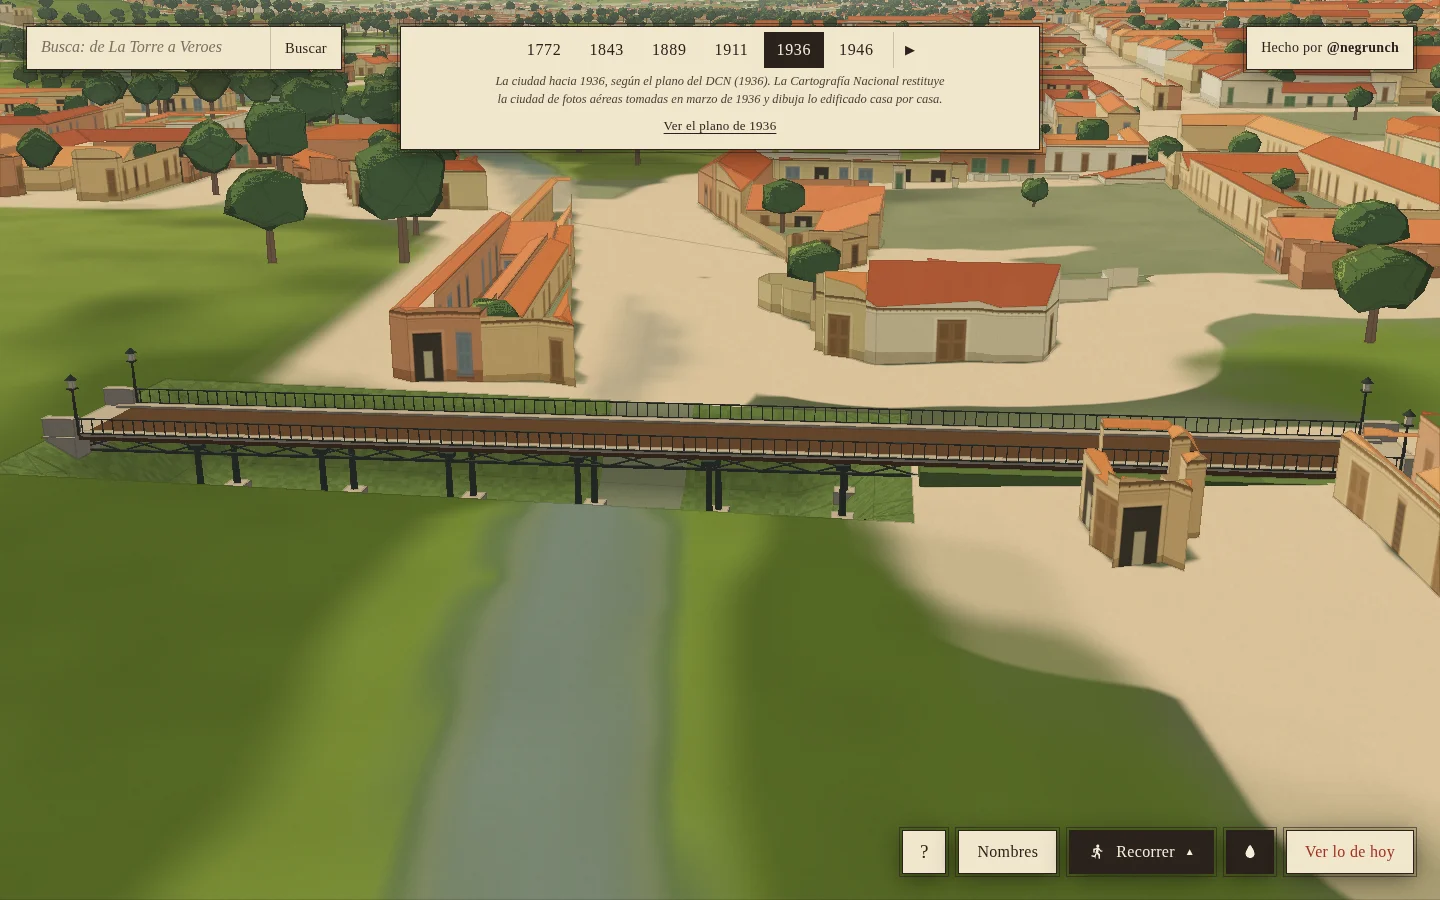 Busca: de La Torre a Veroes
Buscar
1772 1843 1889 1911 1936 1946
La ciudad hacia 1936, según el plano del DCN (1936). La Cartografía Nacional restituye
la ciudad de fotos aéreas tomadas en marzo de 1936 y dibuja lo edificado casa por casa.
Ver el plano de 1936
Hecho por @negrunch
?
Nombres
Recorrer
Ver lo de hoy